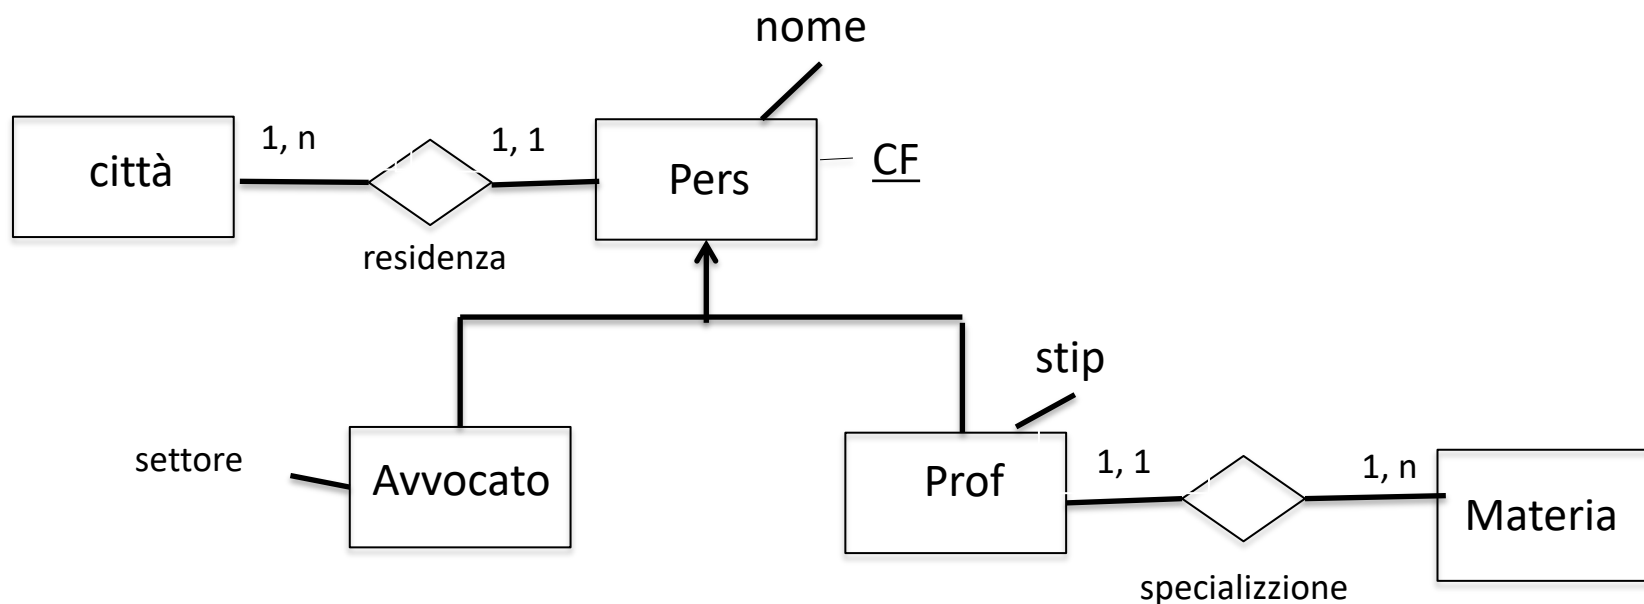 nome
città
1, n
1, 1
Pers
CF
residenza
stip
settore
Avvocato
Prof
1, 1
1, n
Materia
specializzione